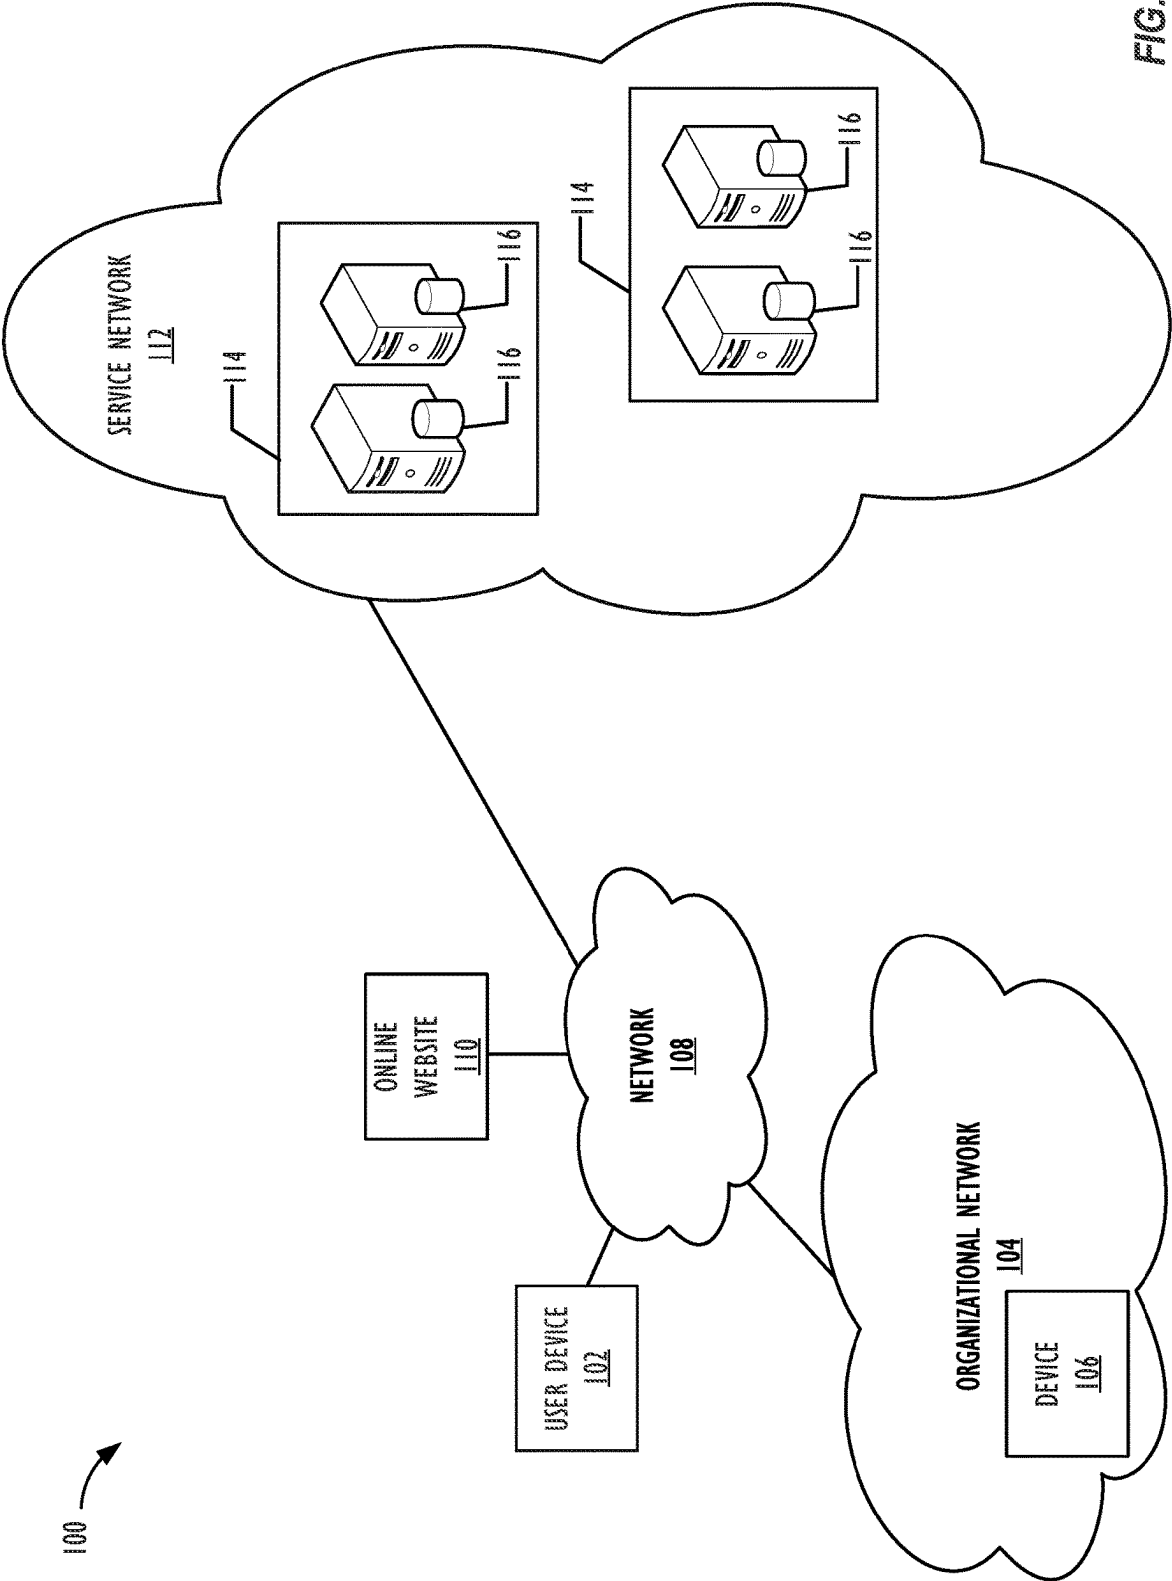 100
USER DEVICE
102
ONLINE
WEBSITE
110
NETWORK
108
ORGANIZATIONAL NETWORK
104
DEVICE
106
SERVICE NETWORK
112
114
116
116
114
116
116
FIG.